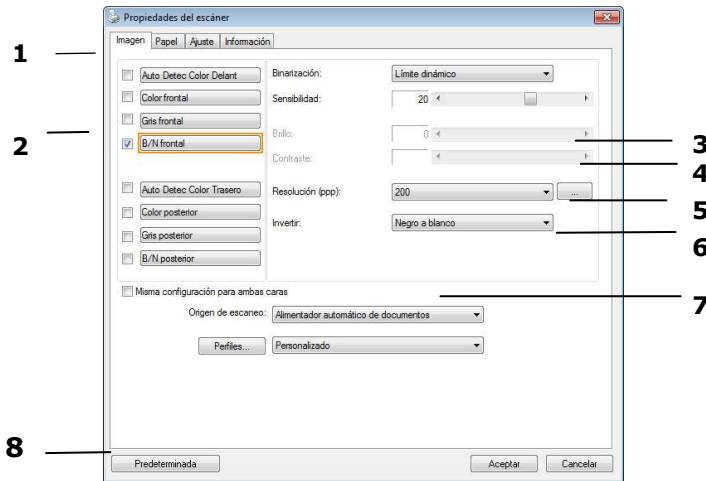 Propiedades del escáner
Imagen Papel Ajuste Información
1
Auto Detec Color Delant
Color frontal
Gris frontal
B/N frontal
2
Auto Detec Color Trasero
Color posterior
Gris posterior
B/N posterior
Binarización: Límite dinámico
Sensibilidad: 20
Brillo: 0
3
Contraste:
4
Resolución (ppp): 200 ...
5
Invertir: Negro a blanco
6
Misma configuración para ambas caras
7
Origen de escaneo: Alimentador automático de documentos
Perfiles... Personalizado
8
Predeterminada Aceptar Cancelar